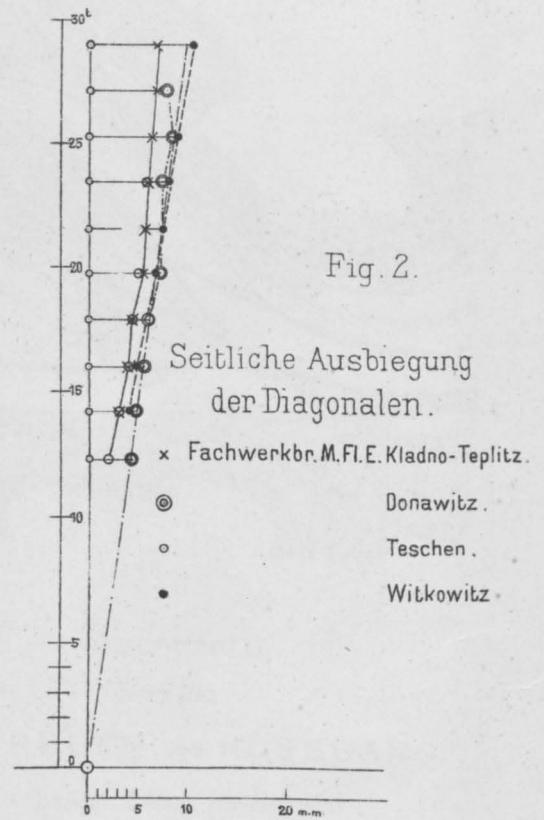 30t
25
20
15
10
5
0
Fig. 2.
Seitliche Ausbiegung
der Diagonalen.
x Fachwerkbr. M. Fl. E. Kladno-Teplitz.
Donawitz.
Teschen.
Witkowitz
0 5 10 20 m.m.